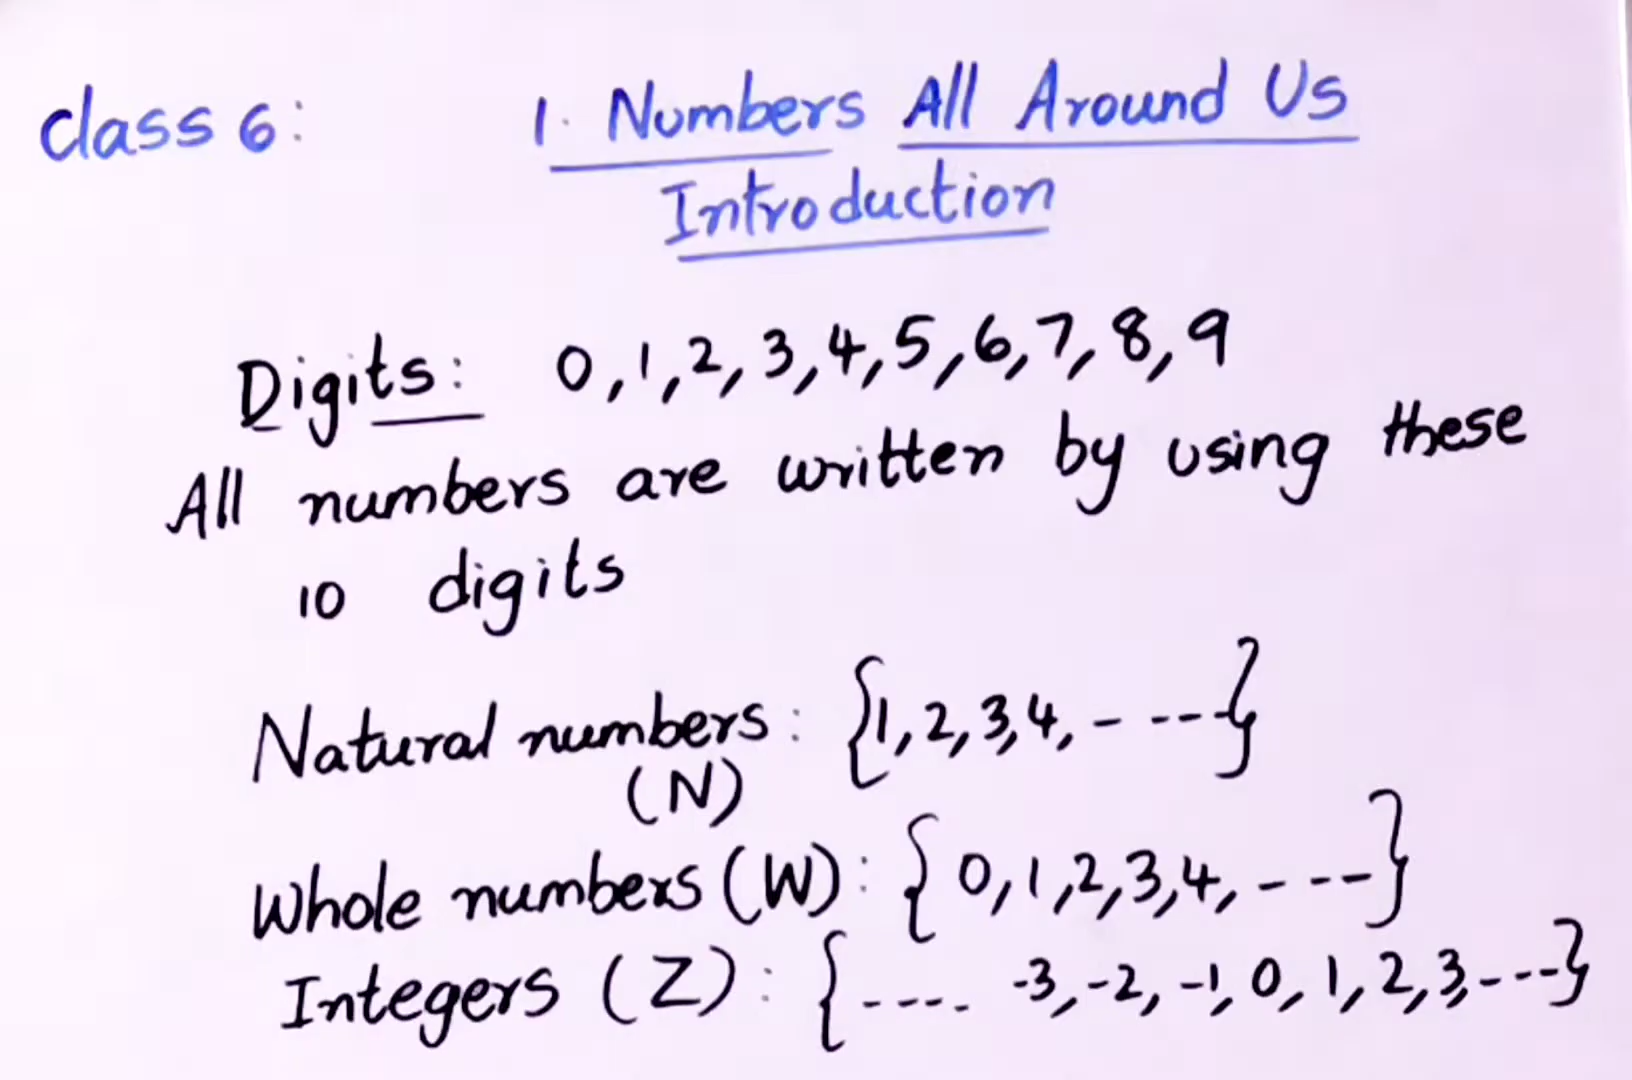 class 6: 1. Numbers All Around Us
Introduction
Digits: 0,1,2,3,4,5,6,7,8,9
All numbers are written by using these
10 digits
Natural numbers: {1,2,3,4,- ---}
(N)
Whole numbers (W): {0,1,2,3,4,- ---}
Integers (Z): {---- -3,-2,-1,0,1,2,3,---}